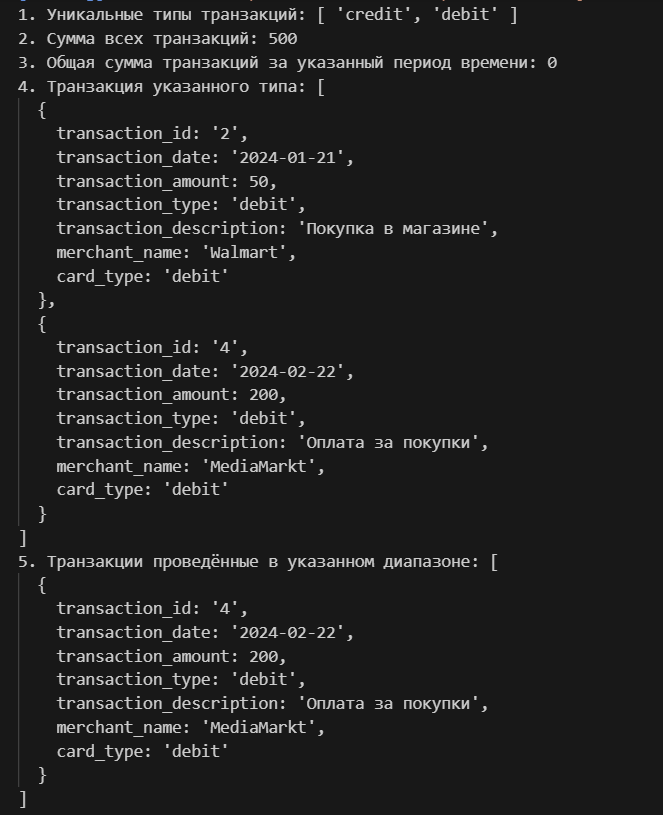 1. Уникальные типы транзакций: [ 'credit', 'debit' ]
2. Сумма всех транзакций: 500
3. Общая сумма транзакций за указанный период времени: 0
4. Транзакция указанного типа: [
  {
    transaction_id: '2',
    transaction_date: '2024-01-21',
    transaction_amount: 50,
    transaction_type: 'debit',
    transaction_description: 'Покупка в магазине',
    merchant_name: 'Walmart',
    card_type: 'debit'
  },
  {
    transaction_id: '4',
    transaction_date: '2024-02-22',
    transaction_amount: 200,
    transaction_type: 'debit',
    transaction_description: 'Оплата за покупки',
    merchant_name: 'MediaMarkt',
    card_type: 'debit'
  }
]
5. Транзакции проведённые в указанном диапазоне: [
  {
    transaction_id: '4',
    transaction_date: '2024-02-22',
    transaction_amount: 200,
    transaction_type: 'debit',
    transaction_description: 'Оплата за покупки',
    merchant_name: 'MediaMarkt',
    card_type: 'debit'
  }
]